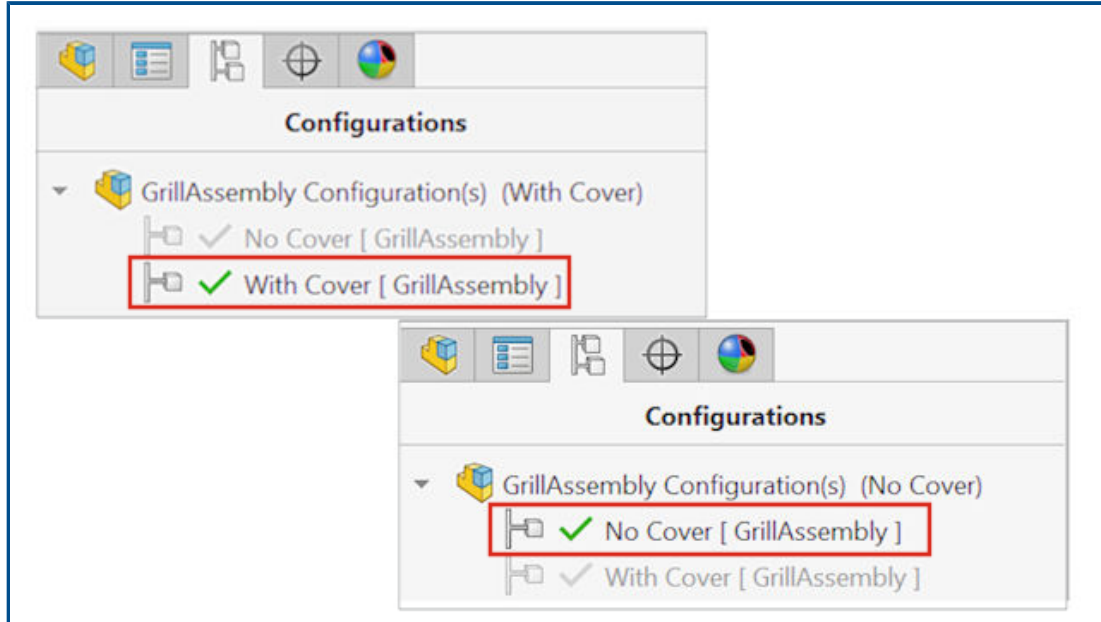 Configurations
GrillAssembly Configuration(s) (With Cover)
No Cover [ GrillAssembly ]
With Cover [ GrillAssembly ]
Configurations
GrillAssembly Configuration(s) (No Cover)
No Cover [ GrillAssembly ]
With Cover [ GrillAssembly ]